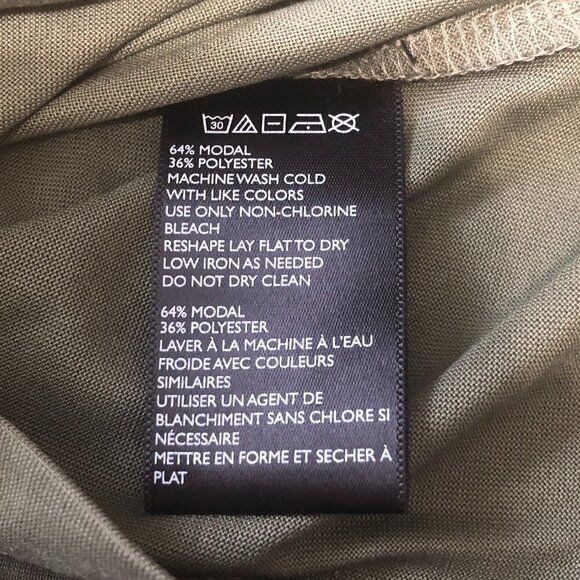 30
64% MODAL
36% POLYESTER
MACHINE WASH COLD
WITH LIKE COLORS
USE ONLY NON-CHLORINE
BLEACH
RESHAPE LAY FLAT TO DRY
LOW IRON AS NEEDED
DO NOT DRY CLEAN
64% MODAL
36% POLYESTER
LAVER À LA MACHINE À L'EAU
FROIDE AVEC COULEURS
SIMILAIRES
UTILISER UN AGENT DE
BLANCHIMENT SANS CHLORE SI
NÉCESSAIRE
METTRE EN FORME ET SECHER À
PLAT